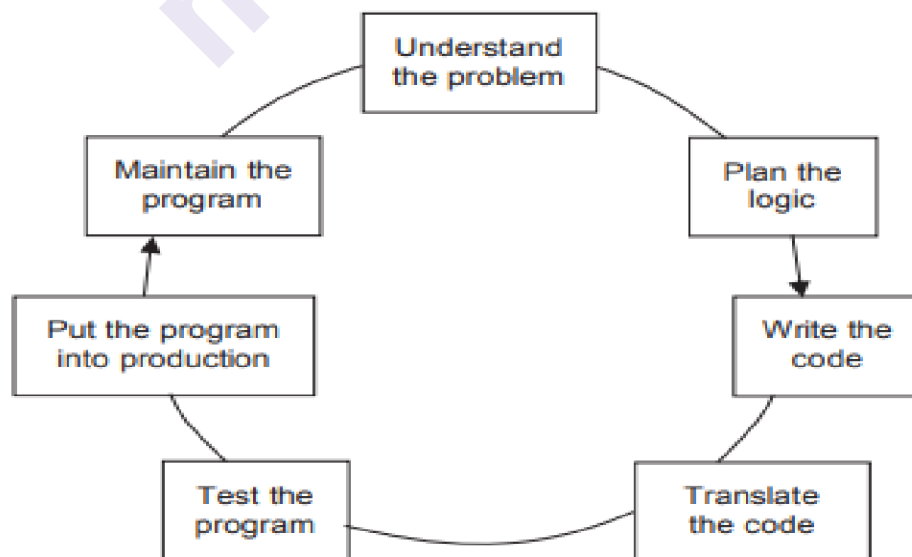 Understand
the problem
Plan the
logic
Write the
code
Translate
the code
Test the
program
Put the program
into production
Maintain the
program